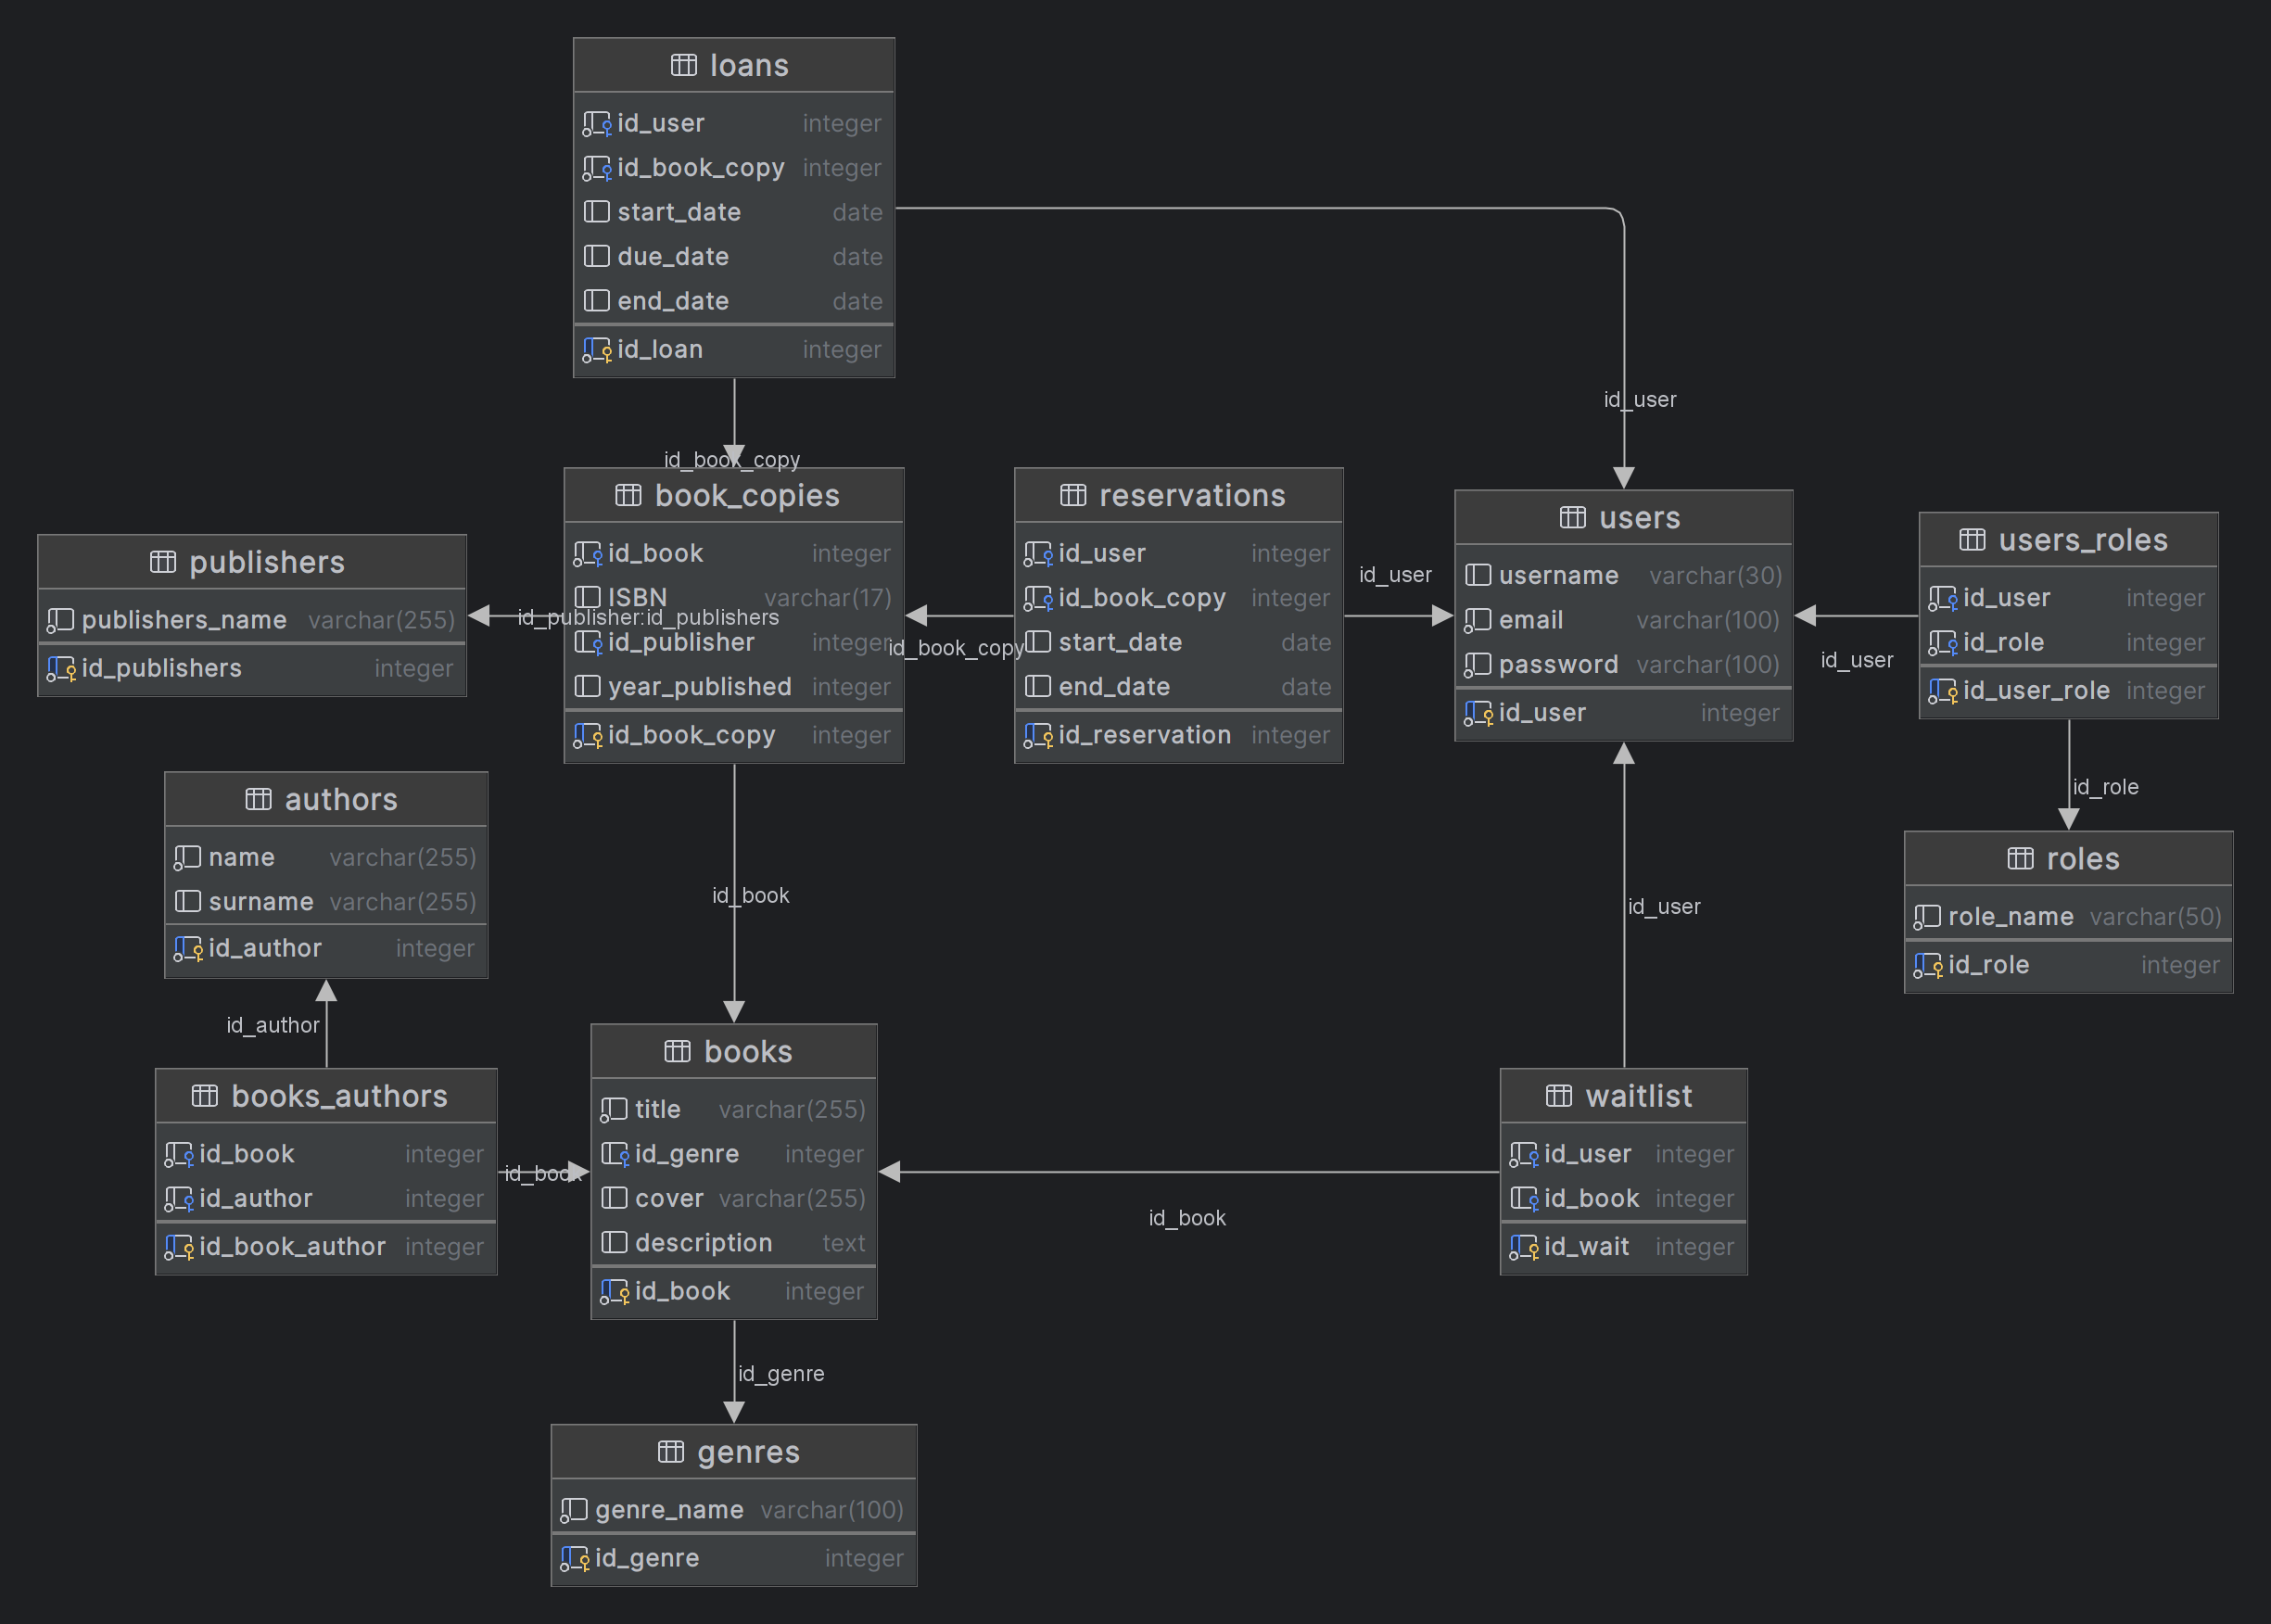 loans
id_user integer
id_book_copy integer
start_date date
due_date date
end_date date
id_loan integer
id_user
id_book_copy
book_copies
id_book integer
ISBN varchar(17)
id_publisher integer
year_published integer
id_book_copy integer
id_publisher:id_publishers
publishers
publishers_name varchar(255)
id_publishers integer
reservations
id_user integer
id_book_copy integer
start_date date
end_date date
id_reservation integer
id_book_copy
id_user
users
username varchar(30)
email varchar(100)
password varchar(100)
id_user integer
id_user
users_roles
id_user integer
id_role integer
id_user_role integer
id_role
roles
role_name varchar(50)
id_role integer
authors
name varchar(255)
surname varchar(255)
id_author integer
id_author
books_authors
id_book integer
id_author integer
id_book_author integer
id_book
id_book
books
title varchar(255)
id_genre integer
cover varchar(255)
description text
id_book integer
id_book
id_user
waitlist
id_user integer
id_book integer
id_wait integer
id_genre
genres
genre_name varchar(100)
id_genre integer